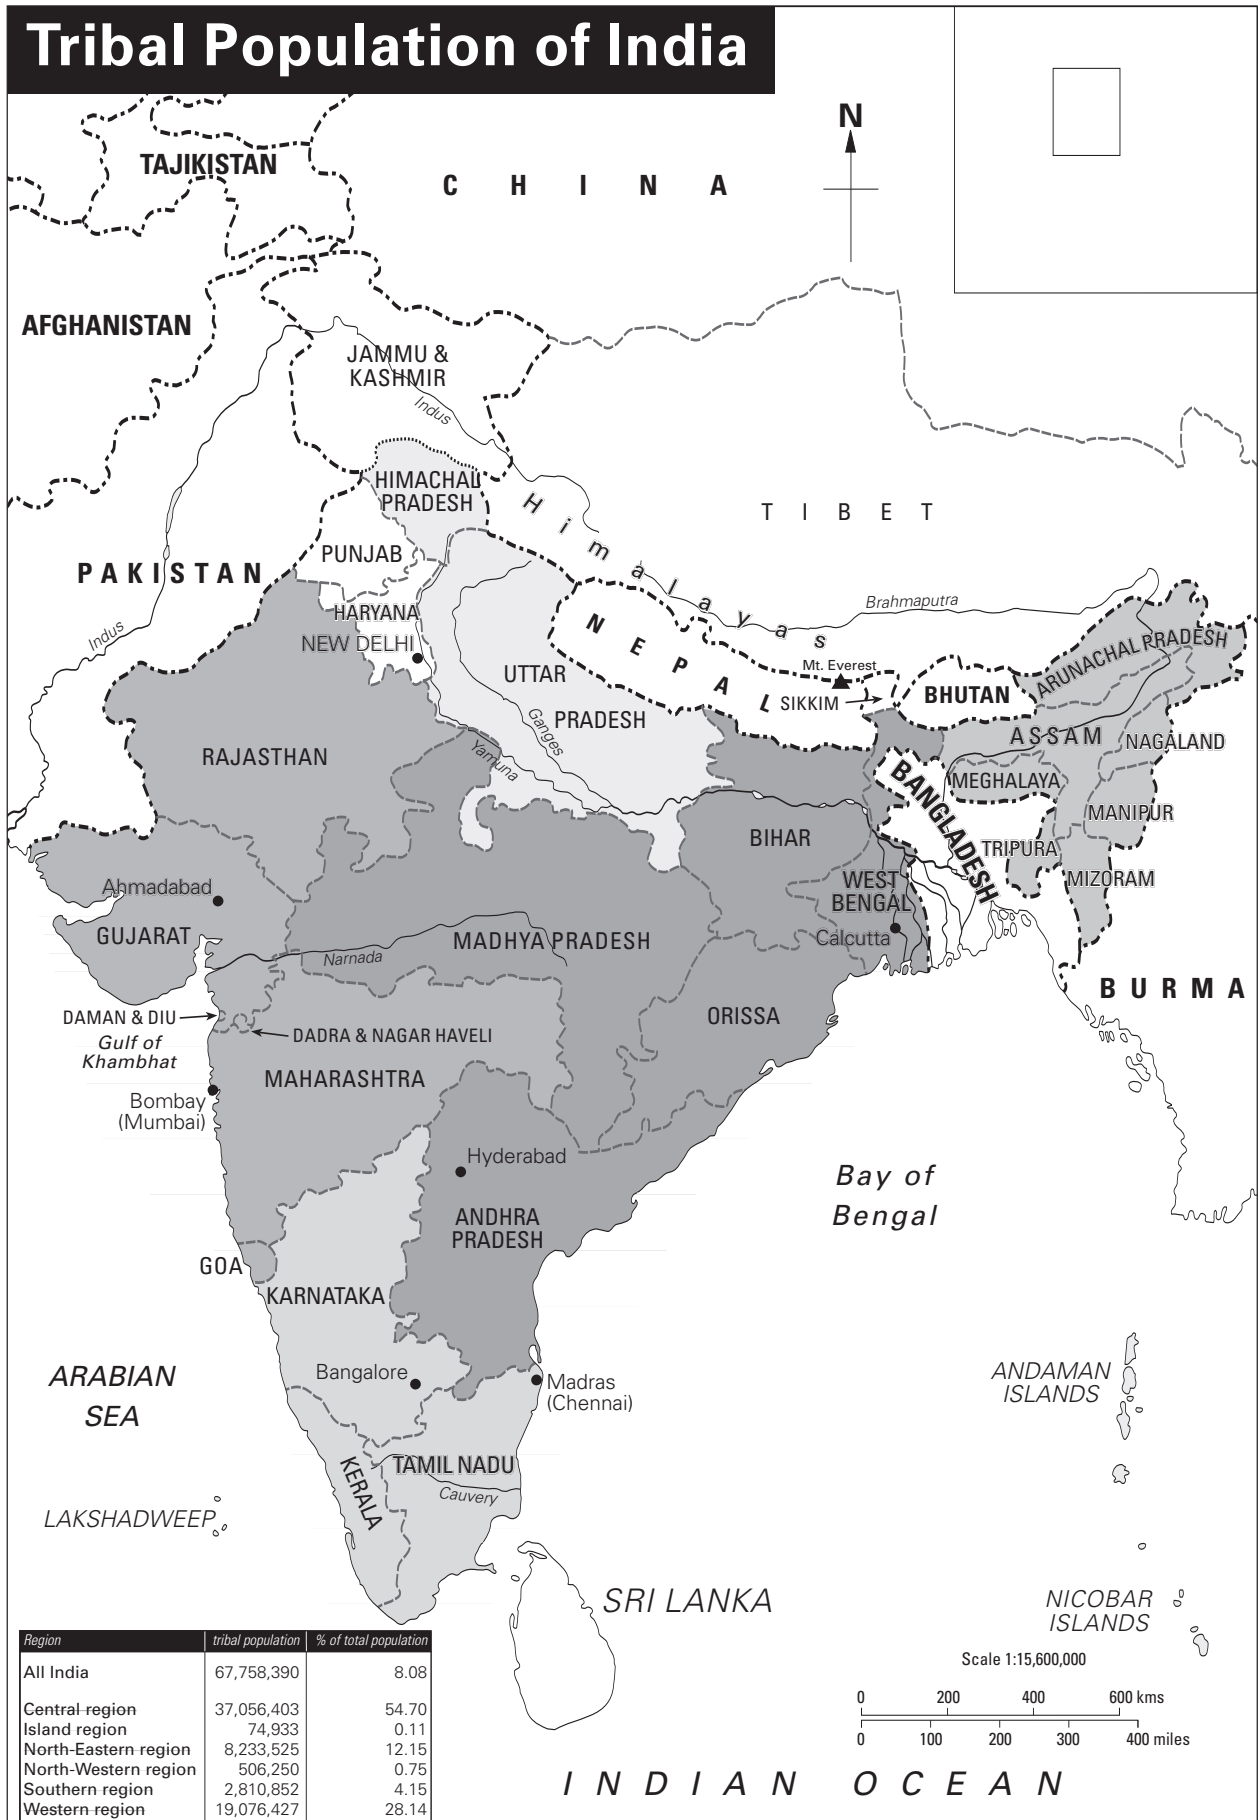 Tribal Population of India
N
TAJIKISTAN
C H I N A
AFGHANISTAN
JAMMU &
KASHMIR
Indus
HIMACHAL
PRADESH
Himalayas
T I B E T
PUNJAB
PAKISTAN
HARYANA
NEW DELHI
Indus
Brahmaputra
NEPAL
Mt. Everest
SIKKIM
BHUTAN
ARUNACHAL PRADESH
UTTAR
PRADESH
Ganges
Yamuna
RAJASTHAN
ASSAM
NAGALAND
MEGHALAYA
BANGLADESH
MANIPUR
BIHAR
TRIPURA
MIZORAM
WEST
BENGAL
Calcutta
Ahmadabad
GUJARAT
MADHYA PRADESH
Narnada
BURMA
DAMAN & DIU
DADRA & NAGAR HAVELI
ORISSA
Gulf of
Khambhat
MAHARASHTRA
Bombay
(Mumbai)
Hyderabad
Bay of
Bengal
ANDHRA
PRADESH
GOA
KARNATAKA
ARABIAN
SEA
Bangalore
Madras
(Chennai)
ANDAMAN
ISLANDS
KERALA
TAMIL NADU
Cauvery
LAKSHADWEEP
SRI LANKA
NICOBAR
ISLANDS
Scale 1:15,600,000
0 200 400 600 kms
0 100 200 300 400 miles
INDIAN OCEAN
Region tribal population % of total population
All India 67,758,390 8.08
Central region 37,056,403 54.70
Island region 74,933 0.11
North-Eastern region 8,233,525 12.15
North-Western region 506,250 0.75
Southern region 2,810,852 4.15
Western region 19,076,427 28.14